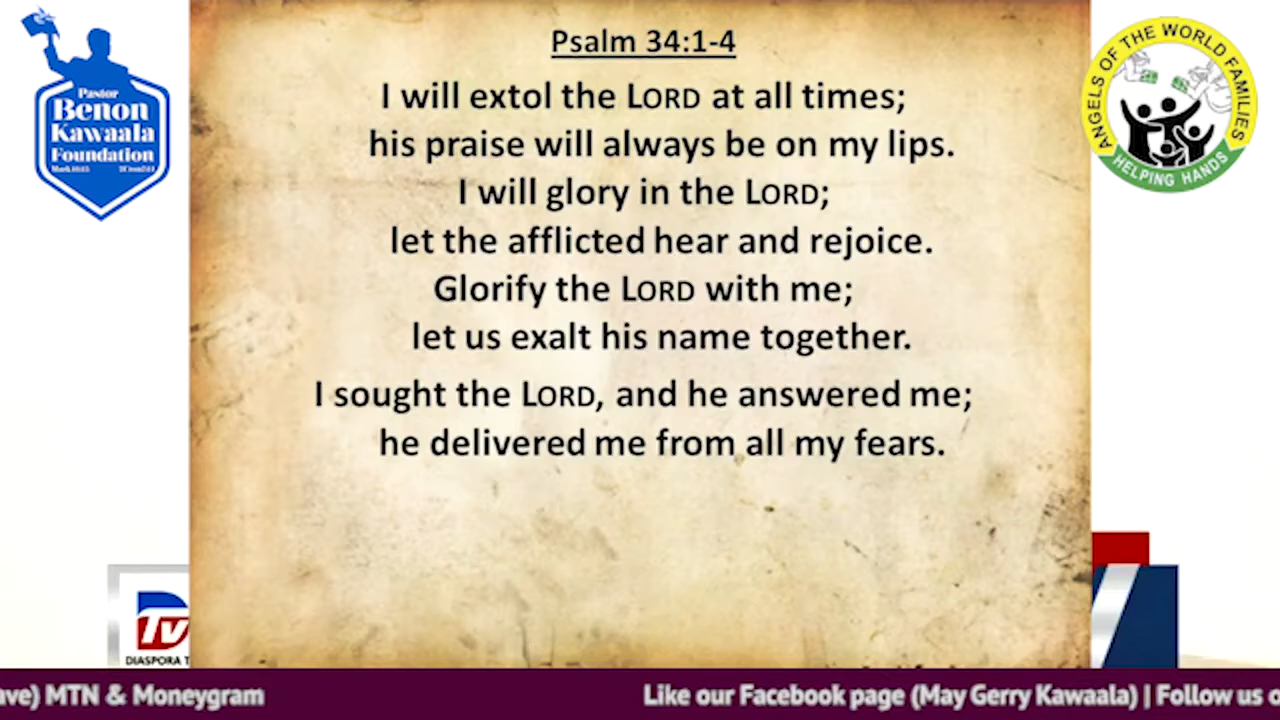 Psalm 34:1-4
I will extol the LORD at all times;
his praise will always be on my lips.
I will glory in the LORD;
let the afflicted hear and rejoice.
Glorify the LORD with me;
let us exalt his name together.
I sought the LORD, and he answered me;
he delivered me from all my fears.
Pastor
Benon
Kawaala
Foundation
ANGELS OF THE WORLD FAMILIES
HELPING HANDS
TV
DIASPORA T
ave) MTN & Moneygram
Like our Facebook page (May Gerry Kawaala) | Follow us o